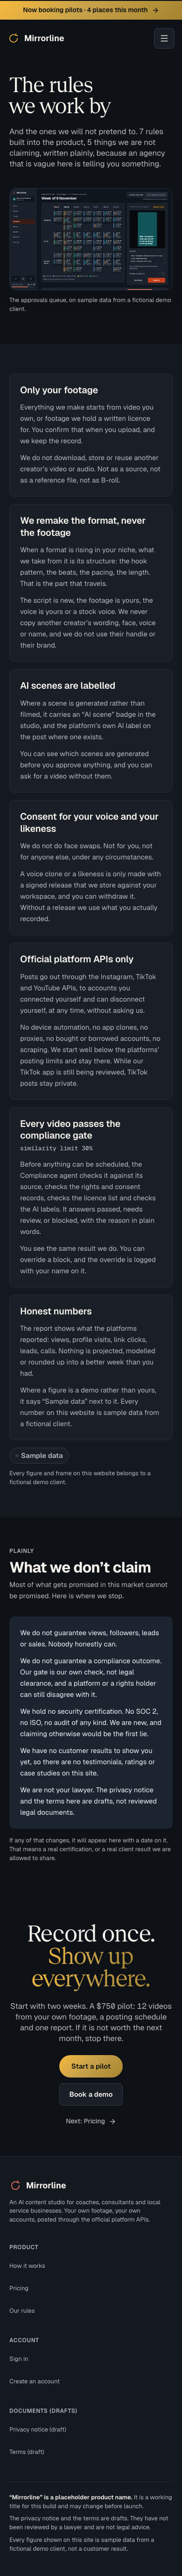 Now booking pilots · 4 places this month →
Mirrorline
The rules
we work by
And the ones we will not pretend to. 7 rules
built into the product, 5 things we are not
claiming, written plainly, because an agency
that is vague here is telling you something.
Week of 9 November
The approvals queue, on sample data from a fictional demo
client.
Only your footage
Everything we make starts from video you
own, or footage we hold a written licence
for. You confirm that when you upload, and
we keep the record.
We do not download, store or reuse another
creator's video or audio. Not as a source, not
as a reference file, not as B-roll.
We remake the format, never
the footage
When a format is rising in your niche, we
take from it is its structure: the hook
pattern, the beats, the pacing, the length.
That is the part that travels.
The script is new, the footage is yours, the
voice is yours or a stock voice. We never
copy another creator's wording, face, voice
or name, and we do not use their handle or
their brand.
AI scenes are labelled
Where a scene is generated rather than
filmed, it carries an "AI scene" badge in the
studio, and the platform's own AI label on
the post where one exists.
You can see which scenes are generated
before you approve anything, and you can
ask for a video without them.
Consent for your voice and your
likeness
We do not do face swaps. Not for you, not
for anyone else, under any circumstances.
A voice clone or a likeness is only made with
a signed release that we store against your
workspace, and you can withdraw it.
Without a release we use what you actually
recorded.
Official platform APIs only
Posts go out through the Instagram, TikTok
and YouTube APIs, to accounts you
connected yourself and can disconnect
yourself, at any time, without asking us.
No device automation, no app clones, no
proxies, no bought or borrowed accounts, no
scraping. We start well below the platforms'
posting limits and stay there. While our
TikTok app is still being reviewed, TikTok
posts stay private.
Every video passes the
compliance gate
similarity limit 30%
Before anything can be scheduled, the
Compliance agent checks it against its
source, checks the rights and consent
records, checks the licence list and checks
the AI labels. It answers passed, needs
review, or blocked, with the reason in plain
words.
You see the same result we do. You can
override a block, and the override is logged
with your name on it.
Honest numbers
The report shows what the platforms
reported: views, profile visits, link clicks,
leads, calls. Nothing is projected, modelled
or rounded up into a better week than you
had.
Where a figure is a demo rather than yours,
it says "Sample data" next to it. Every
number on this website is sample data from
a fictional client.
Sample data
Every figure and frame on this website belongs to a
fictional demo client.
PLAINLY
What we don't claim
Most of what gets promised in this market cannot
be promised. Here is where we stop.
We do not guarantee views, followers, leads
or sales. Nobody honestly can.
We do not guarantee a compliance outcome.
Our gate is our own check, not legal
clearance, and a platform or a rights holder
can still disagree with it.
We hold no security certification. No SOC 2,
no ISO, no audit of any kind. We are new, and
claiming otherwise would be the first lie.
We have no customer results to show you
yet, so there are no testimonials, ratings or
case studies on this site.
We are not your lawyer. The privacy notice
and the terms here are drafts, not reviewed
legal documents.
If any of that changes, it will appear here with a date on it.
That means a real certification, or a real client result we are
allowed to share.
Record once.
Show up
everywhere.
Start with two weeks. A $750 pilot: 12 videos
from your own footage, a posting schedule
and one report. If it is not worth the next
month, stop there.
Start a pilot
Book a demo
Next: Pricing →
Mirrorline
An AI content studio for coaches, consultants and local
service businesses. Your own footage, your own
accounts, posted through the official platform APIs.
PRODUCT
How it works
Pricing
Our rules
ACCOUNT
Sign in
Create an account
DOCUMENTS (DRAFTS)
Privacy notice (draft)
Terms (draft)
"Mirrorline" is a placeholder product name. It is a working
title for this build and may change before launch.
The privacy notice and the terms are drafts. They have not
been reviewed by a lawyer and are not legal advice.
Every figure shown on this site is sample data from a
fictional demo client, not a customer result.